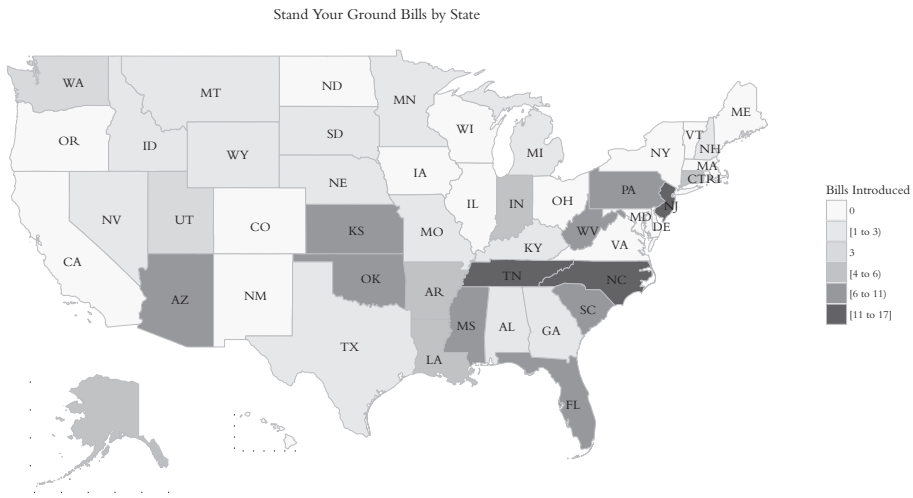 Stand Your Ground Bills by State
WA
MT
ND
MN
ME
OR
ID
SD
WI
VT
NH
WY
MI
NY
MA
IA
CTRI
NE
PA
NV
UT
CO
IL
IN
OH
NJ
MD
DE
KS
MO
WV
VA
CA
KY
AZ
NM
OK
AR
TN
NC
SC
MS
AL
GA
TX
LA
FL
Bills Introduced
0
[1 to 3)
3
[4 to 6)
[6 to 11)
[11 to 17]